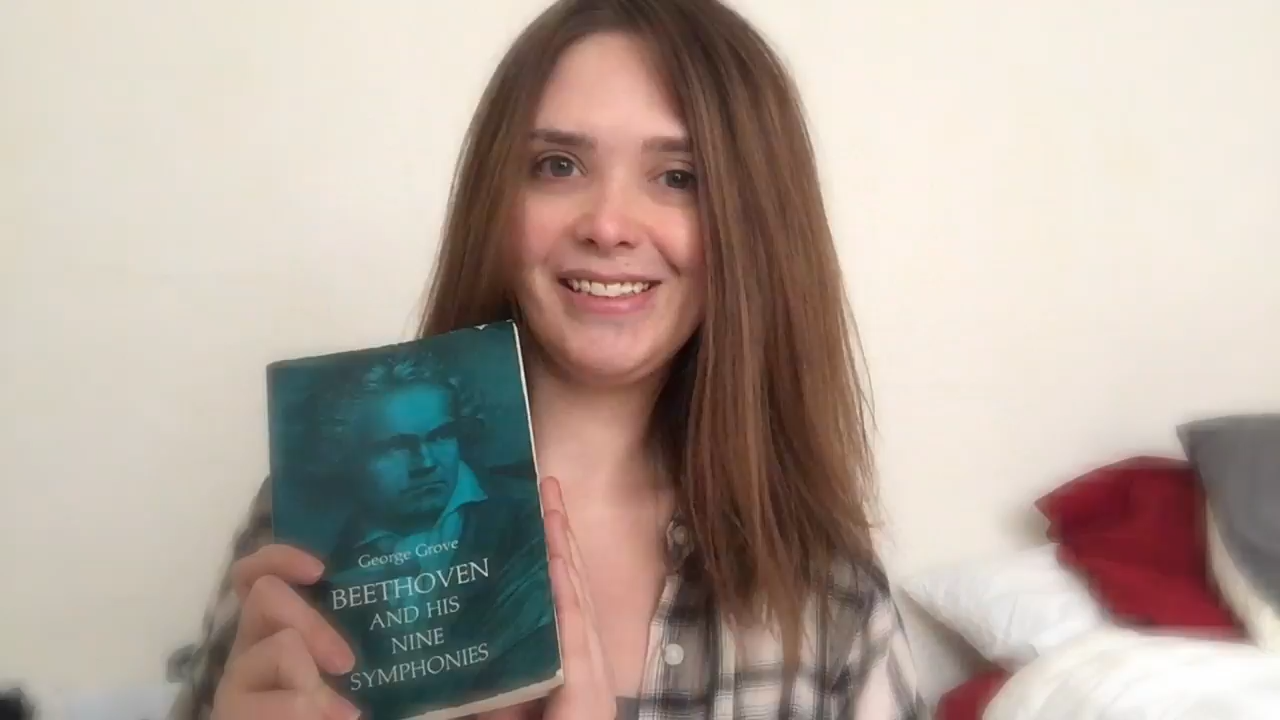 George Grove
BEETHOVEN
AND HIS
NINE
SYMPHONIES